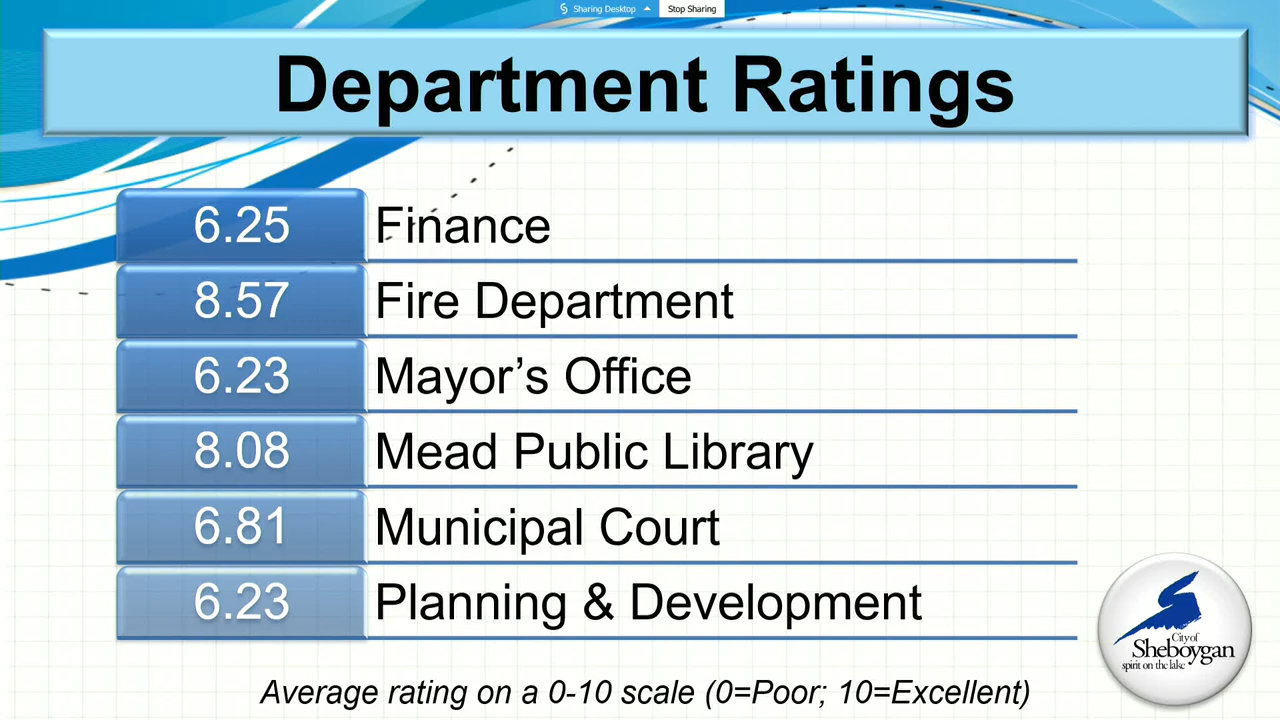 Sharing Desktop Stop Sharing
Department Ratings
6.25 Finance
8.57 Fire Department
6.23 Mayor’s Office
8.08 Mead Public Library
6.81 Municipal Court
6.23 Planning & Development
City of
Sheboygan
spirit on the lake
Average rating on a 0-10 scale (0=Poor; 10=Excellent)